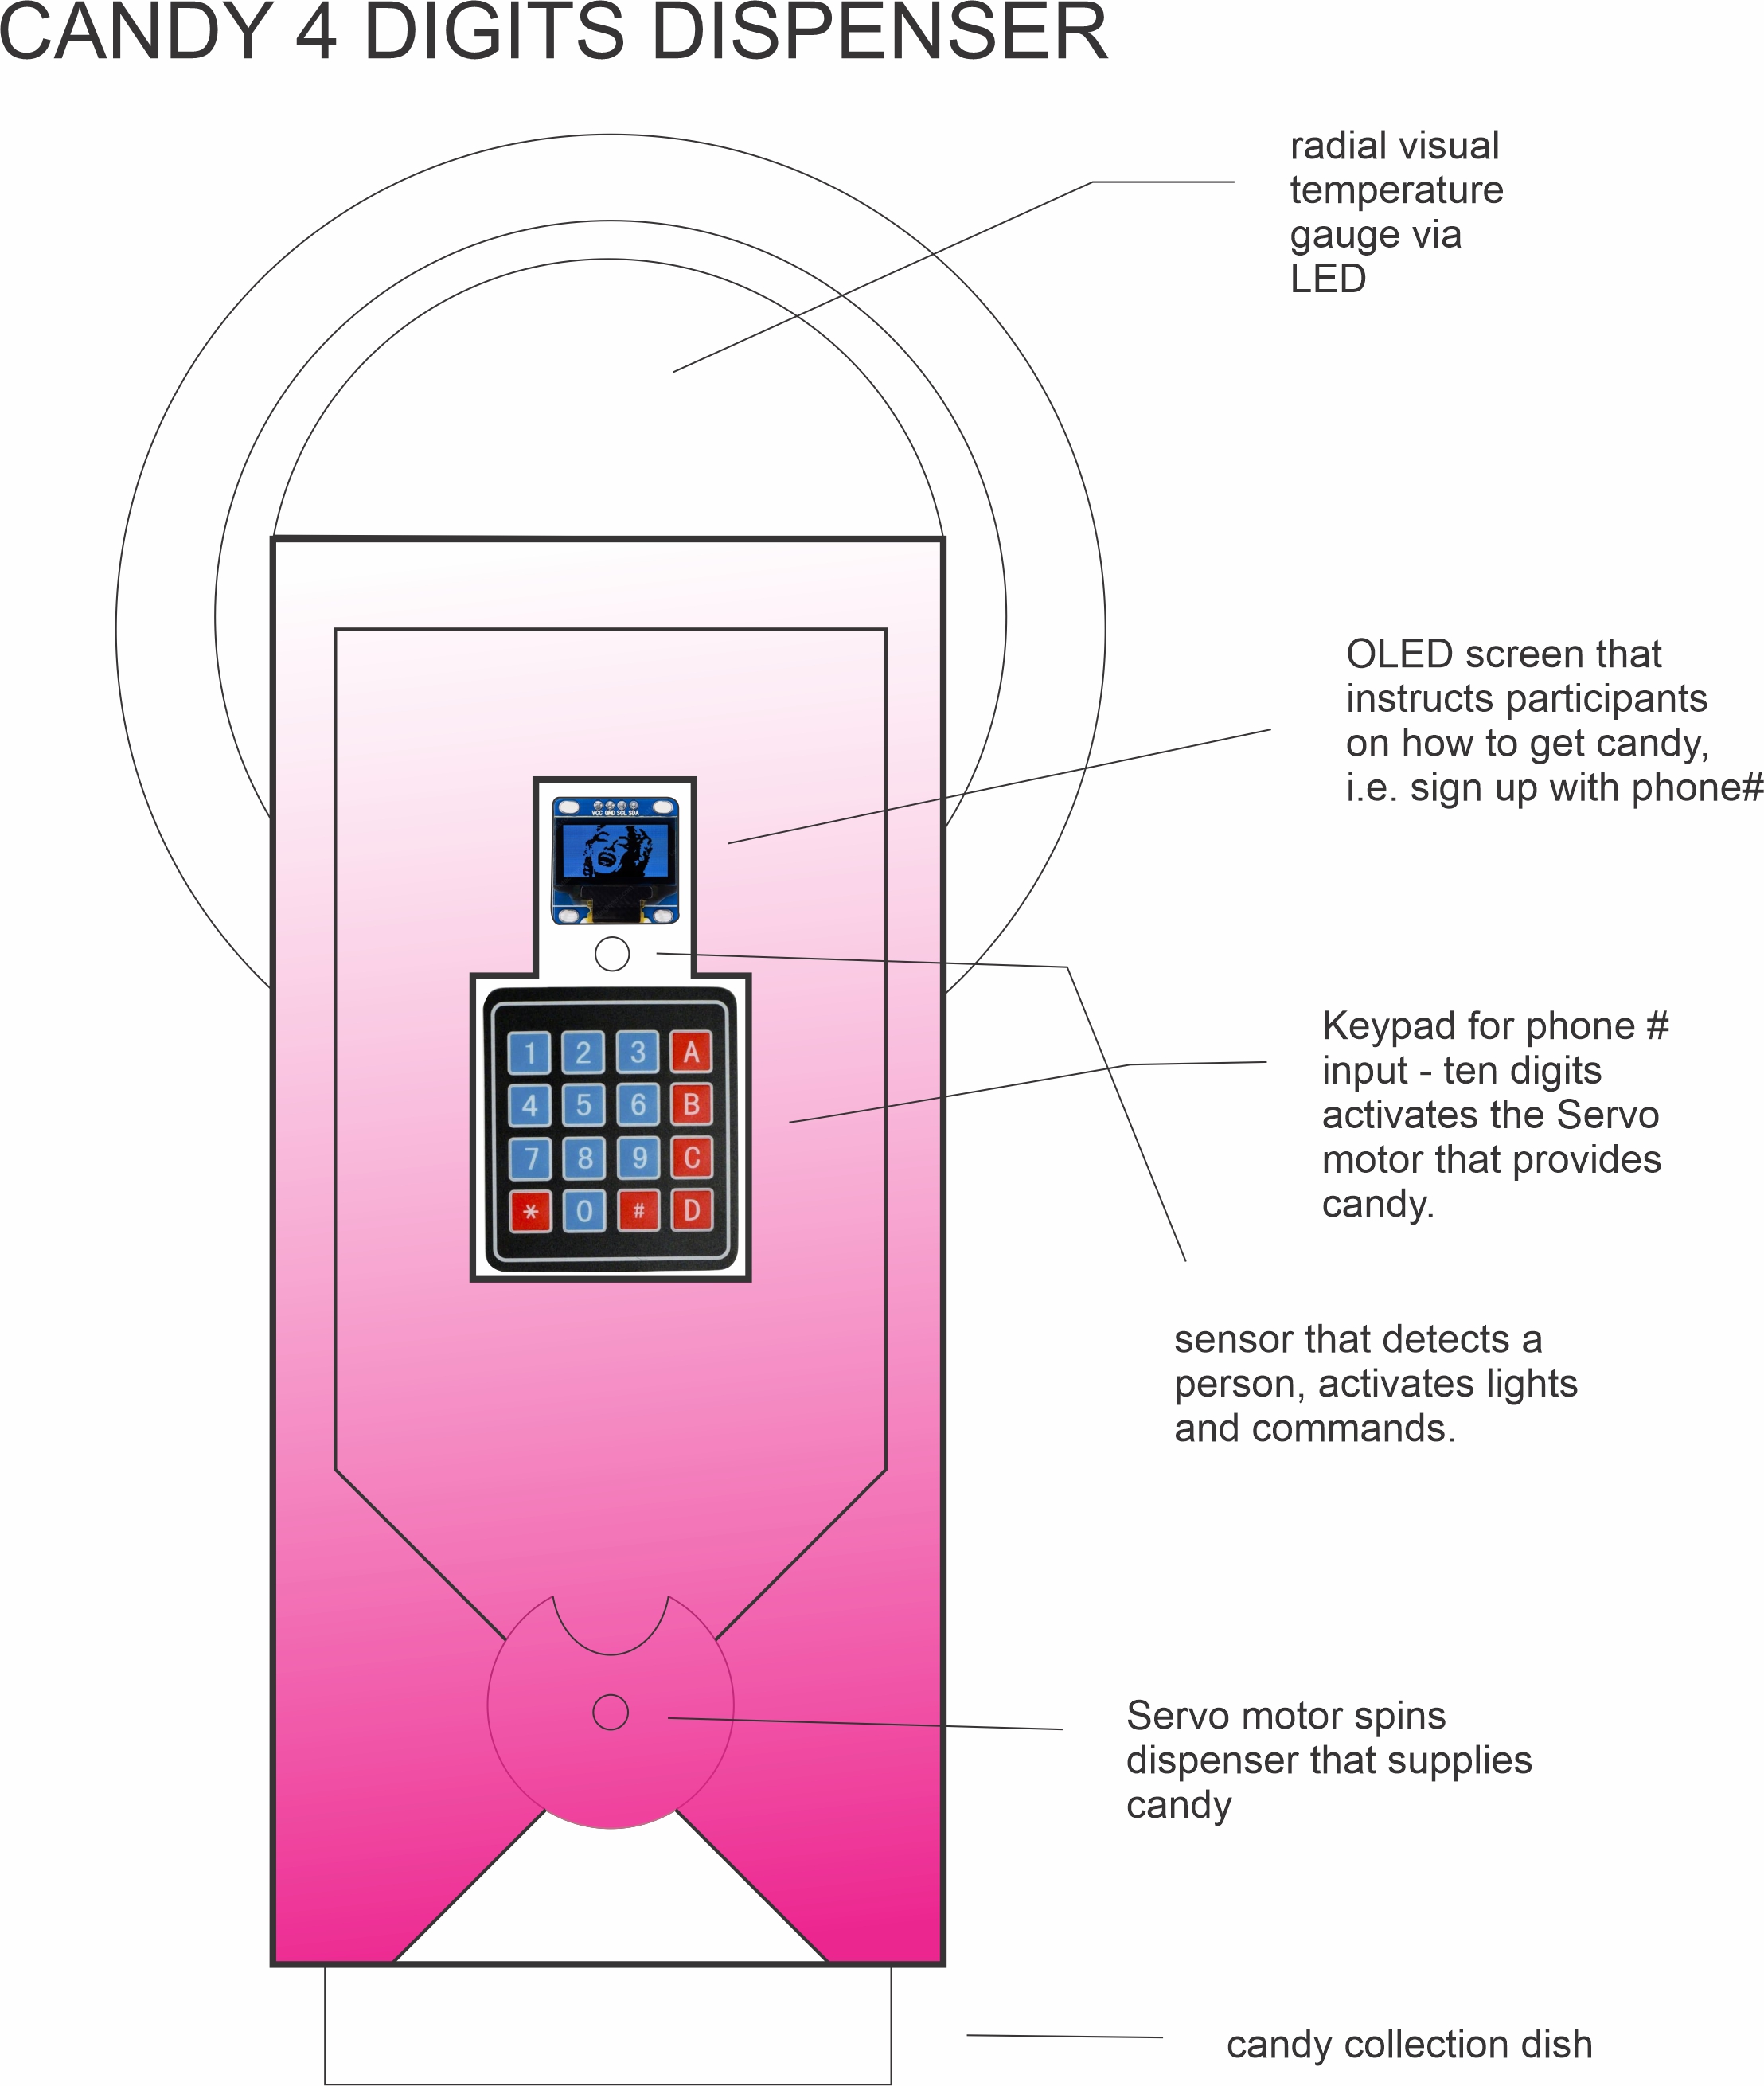 CANDY 4 DIGITS DISPENSER
radial visual
temperature
gauge via
LED
OLED screen that
instructs participants
on how to get candy,
i.e. sign up with phone#
VCC GND SCL SDA
1 2 3 A
4 5 6 B
7 8 9 C
* 0 # D
Keypad for phone #
input - ten digits
activates the Servo
motor that provides
candy.
sensor that detects a
person, activates lights
and commands.
Servo motor spins
dispenser that supplies
candy
candy collection dish